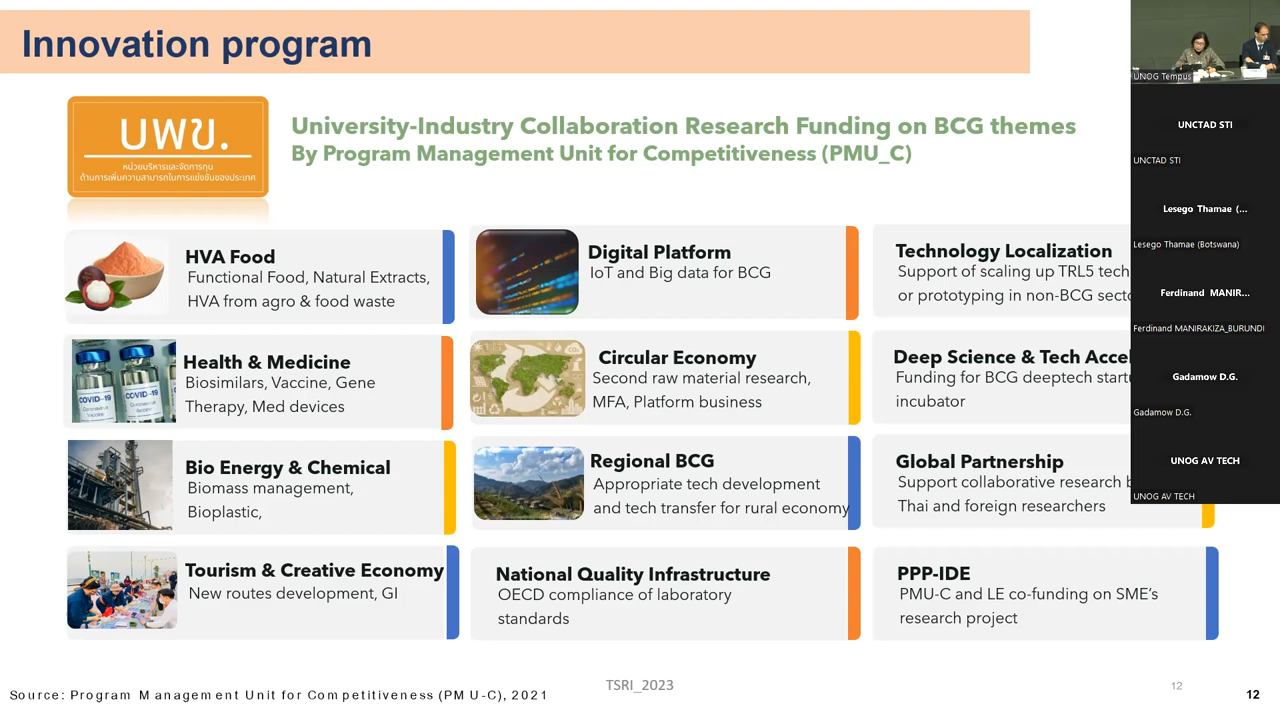 Innovation program
บพข.
หน่วยบริหารและจัดการทุน
ด้านการเพิ่มความสามารถในการแข่งขันของประเทศ
University-Industry Collaboration Research Funding on BCG themes
By Program Management Unit for Competitiveness (PMU_C)
HVA Food
Functional Food, Natural Extracts,
HVA from agro & food waste
Digital Platform
IoT and Big data for BCG
Technology Localization
Support of scaling up TRL5 tech
or prototyping in non-BCG
Health & Medicine
Biosimilars, Vaccine, Gene
Therapy, Med devices
COVID-19
COVID-19
Circular Economy
Second raw material research,
MFA, Platform business
Deep Science & Tech
Funding for BCG deeptech
incubator
Bio Energy & Chemical
Biomass management,
Bioplastic,
Regional BCG
Appropriate tech development
and tech transfer for rural economy
Global Partnership
Support collaborative research
Thai and foreign researchers
Tourism & Creative Economy
New routes development, GI
National Quality Infrastructure
OECD compliance of laboratory
standards
PPP-IDE
PMU-C and LE co-funding on SME's
research project
Source: Program Management Unit for Competitiveness (PMU-C), 2021
TSRI_2023
12
12
UNOG Tempus
UNCTAD STI
UNCTAD STI
Lesego Thamae (...
Lesego Thamae (Botswana)
Ferdinand MANIR...
Ferdinand MANIRAKIZA_BURUNDI
Gadamow D.G.
Gadamow D.G.
UNOG AV TECH
UNOG AV TECH